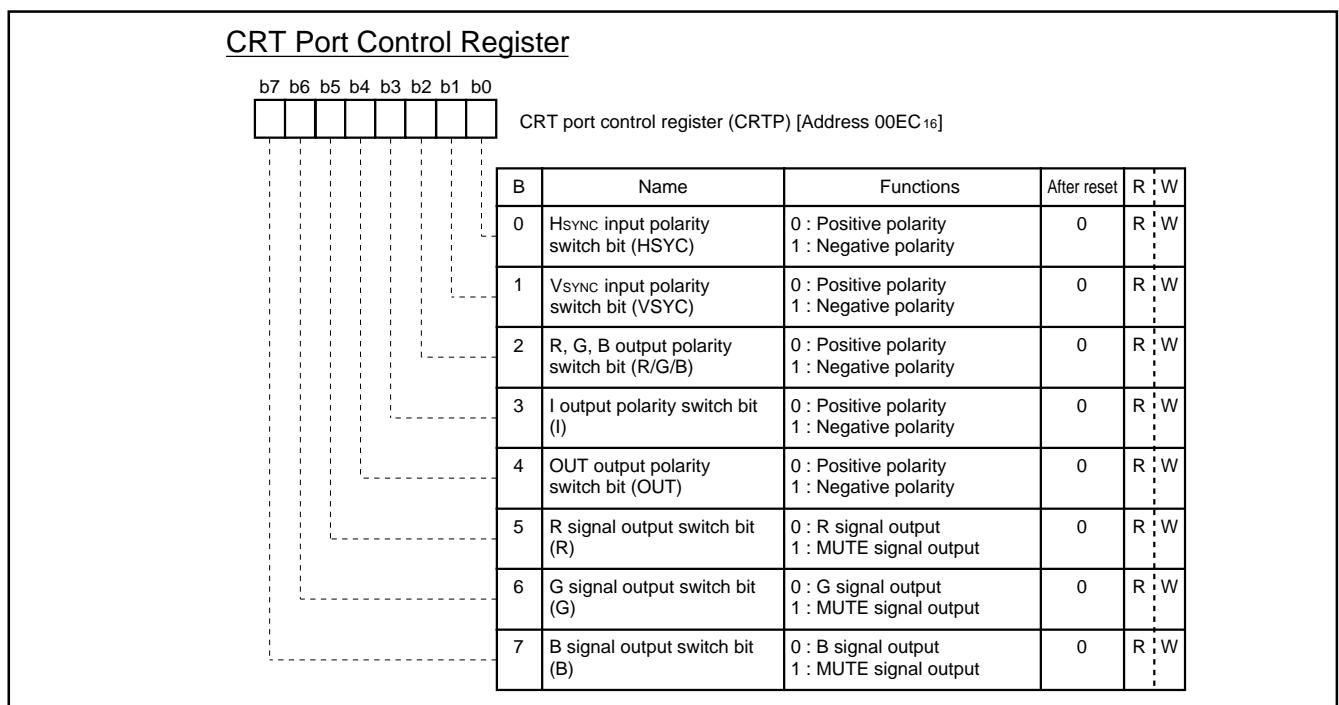 CRT Port Control Register
b7 b6 b5 b4 b3 b2 b1 b0
CRT port control register (CRTP) [Address 00EC16]
B Name Functions After reset R W
0 HSYNC input polarity switch bit (HSYC) 0 : Positive polarity 1 : Negative polarity 0 R W
1 VSYNC input polarity switch bit (VSYC) 0 : Positive polarity 1 : Negative polarity 0 R W
2 R, G, B output polarity switch bit (R/G/B) 0 : Positive polarity 1 : Negative polarity 0 R W
3 I output polarity switch bit (I) 0 : Positive polarity 1 : Negative polarity 0 R W
4 OUT output polarity switch bit (OUT) 0 : Positive polarity 1 : Negative polarity 0 R W
5 R signal output switch bit (R) 0 : R signal output 1 : MUTE signal output 0 R W
6 G signal output switch bit (G) 0 : G signal output 1 : MUTE signal output 0 R W
7 B signal output switch bit (B) 0 : B signal output 1 : MUTE signal output 0 R W